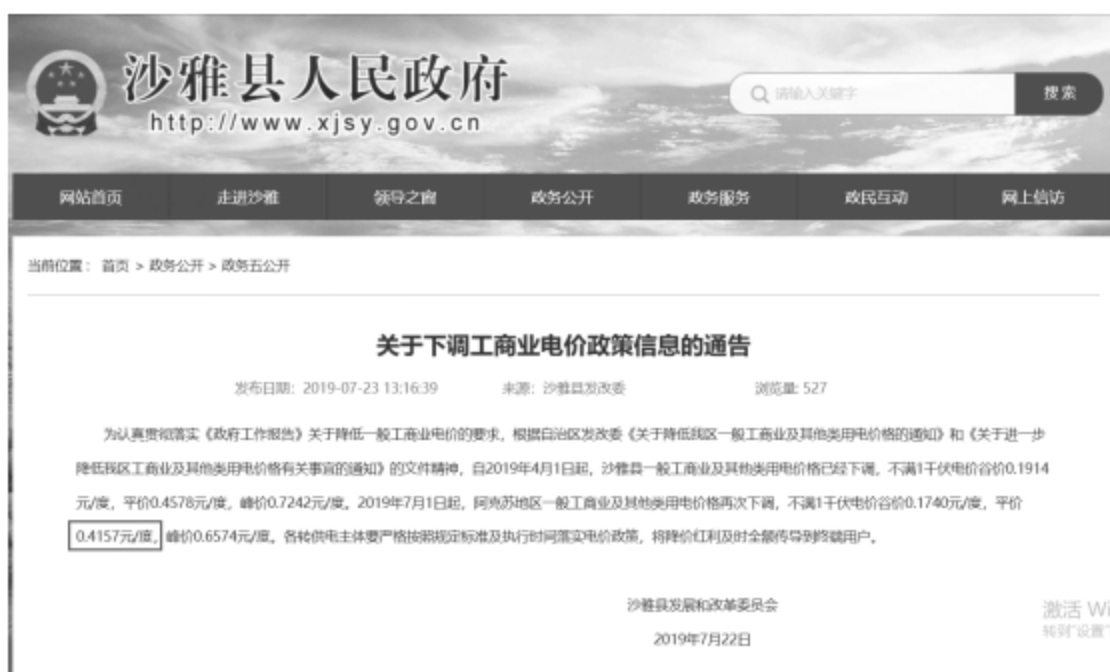 沙雅县人民政府
http://www.xjsy.gov.cn
请输入关键字
搜索
网站首页 走进沙雅 领导之窗 政务公开 政务服务 政民互动 网上信访
当前位置： 首页 > 政务公开 > 政务五公开
关于下调工商业电价政策信息的通告
发布日期：2019-07-23 13:16:39 来源：沙雅县发改委 浏览量: 527
为认真贯彻落实《政府工作报告》关于降低一般工商业电价的要求，根据自治区发改委《关于降低我区一般工商业及其他类用电价格的通知》和《关于进一步
降低我区工商业及其他类用电价格有关事宜的通知》的文件精神，自2019年4月1日起，沙雅县一般工商业及其他类用电价格已经下调，不满1千伏电价谷价0.1914
元/度，平价0.4578元/度，峰价0.7242元/度。2019年7月1日起，阿克苏地区一般工商业及其他类用电价格再次下调，不满1千伏电价谷价0.1740元/度，平价
0.4157元/度，峰价0.6574元/度。各转供电主体要严格按照规定标准及执行时间落实电价政策，将降价红利及时全额传导到终端用户。
沙雅县发展和改革委员会
2019年7月22日
激活 Wi
转到"设置"